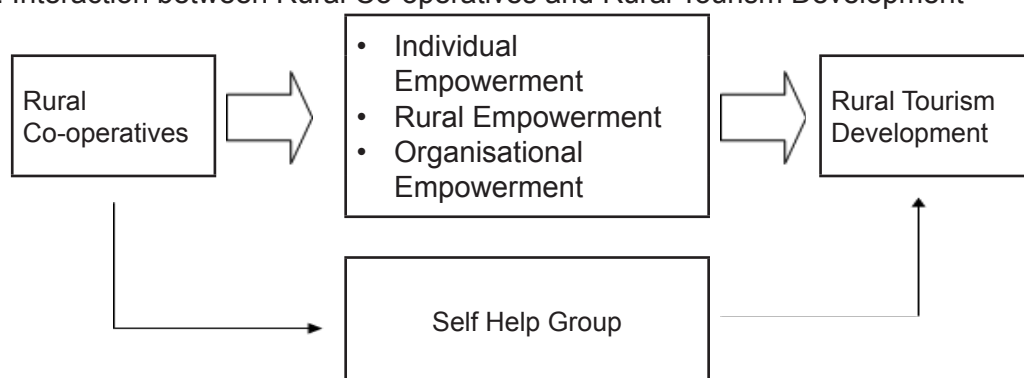 Interaction between Rural Co-operatives and Rural Tourism Development
Rural
Co-operatives
• Individual
Empowerment
• Rural Empowerment
• Organisational
Empowerment
Rural Tourism
Development
Self Help Group